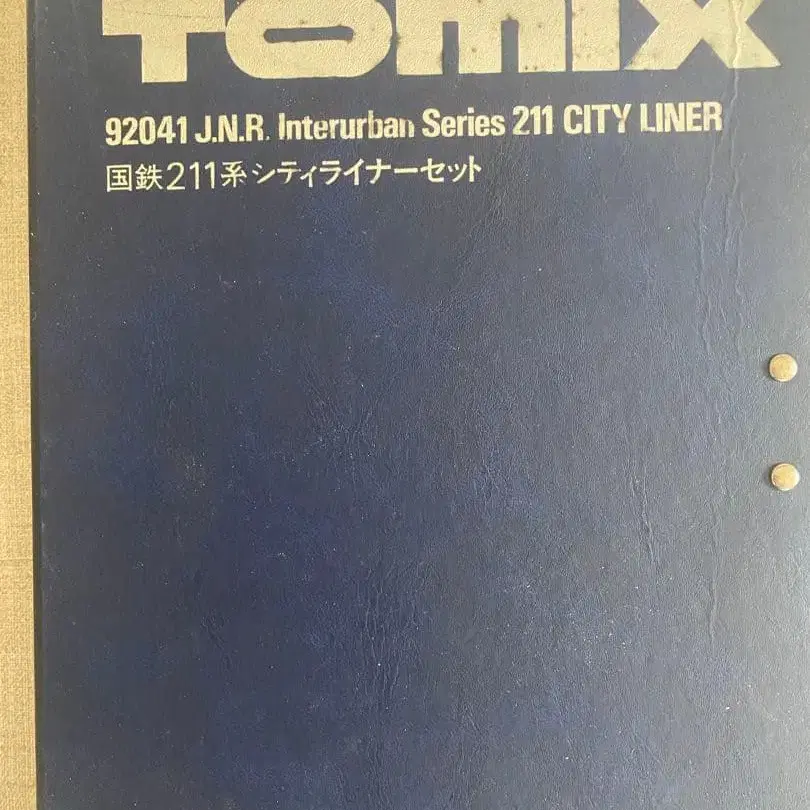 TOMIX
92041 J.N.R. Interurban Series 211 CITY LINER
国鉄211系シティライナーセット